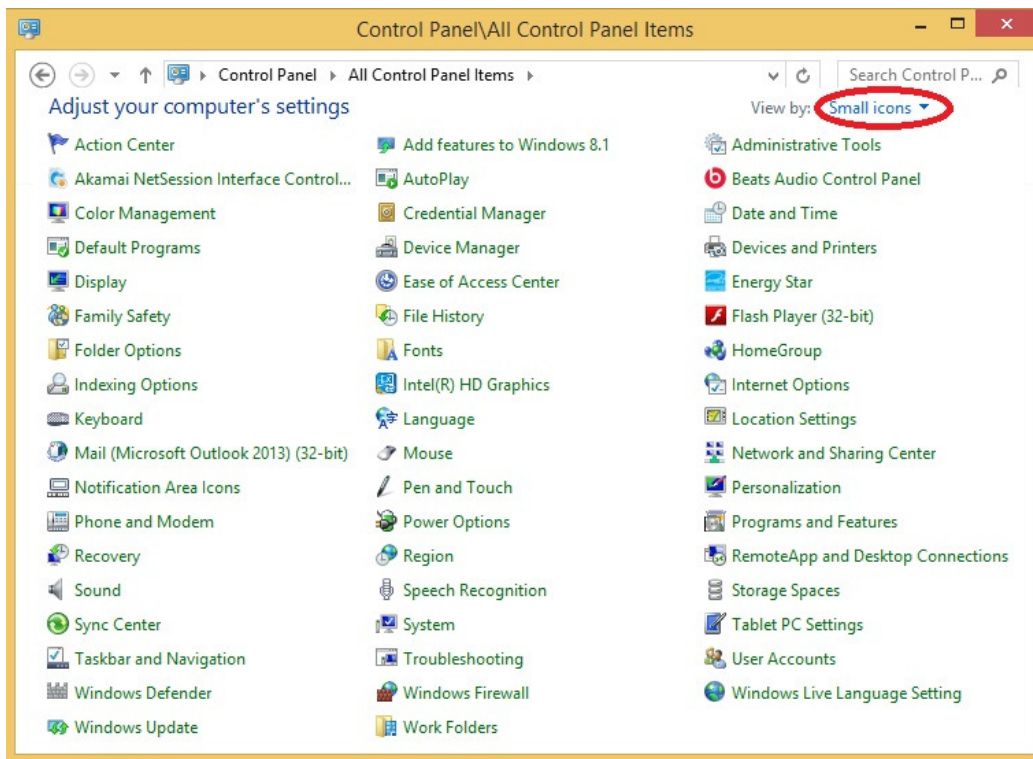 Control Panel\All Control Panel Items
Control Panel All Control Panel Items Search Control P...
Adjust your computer's settings View by: Small icons
Action Center Add features to Windows 8.1 Administrative Tools
Akamai NetSession Interface Control... AutoPlay Beats Audio Control Panel
Color Management Credential Manager Date and Time
Default Programs Device Manager Devices and Printers
Display Ease of Access Center Energy Star
Family Safety File History Flash Player (32-bit)
Folder Options Fonts HomeGroup
Indexing Options Intel(R) HD Graphics Internet Options
Keyboard Language Location Settings
Mail (Microsoft Outlook 2013) (32-bit) Mouse Network and Sharing Center
Notification Area Icons Pen and Touch Personalization
Phone and Modem Power Options Programs and Features
Recovery Region RemoteApp and Desktop Connections
Sound Speech Recognition Storage Spaces
Sync Center System Tablet PC Settings
Taskbar and Navigation Troubleshooting User Accounts
Windows Defender Windows Firewall Windows Live Language Setting
Windows Update Work Folders